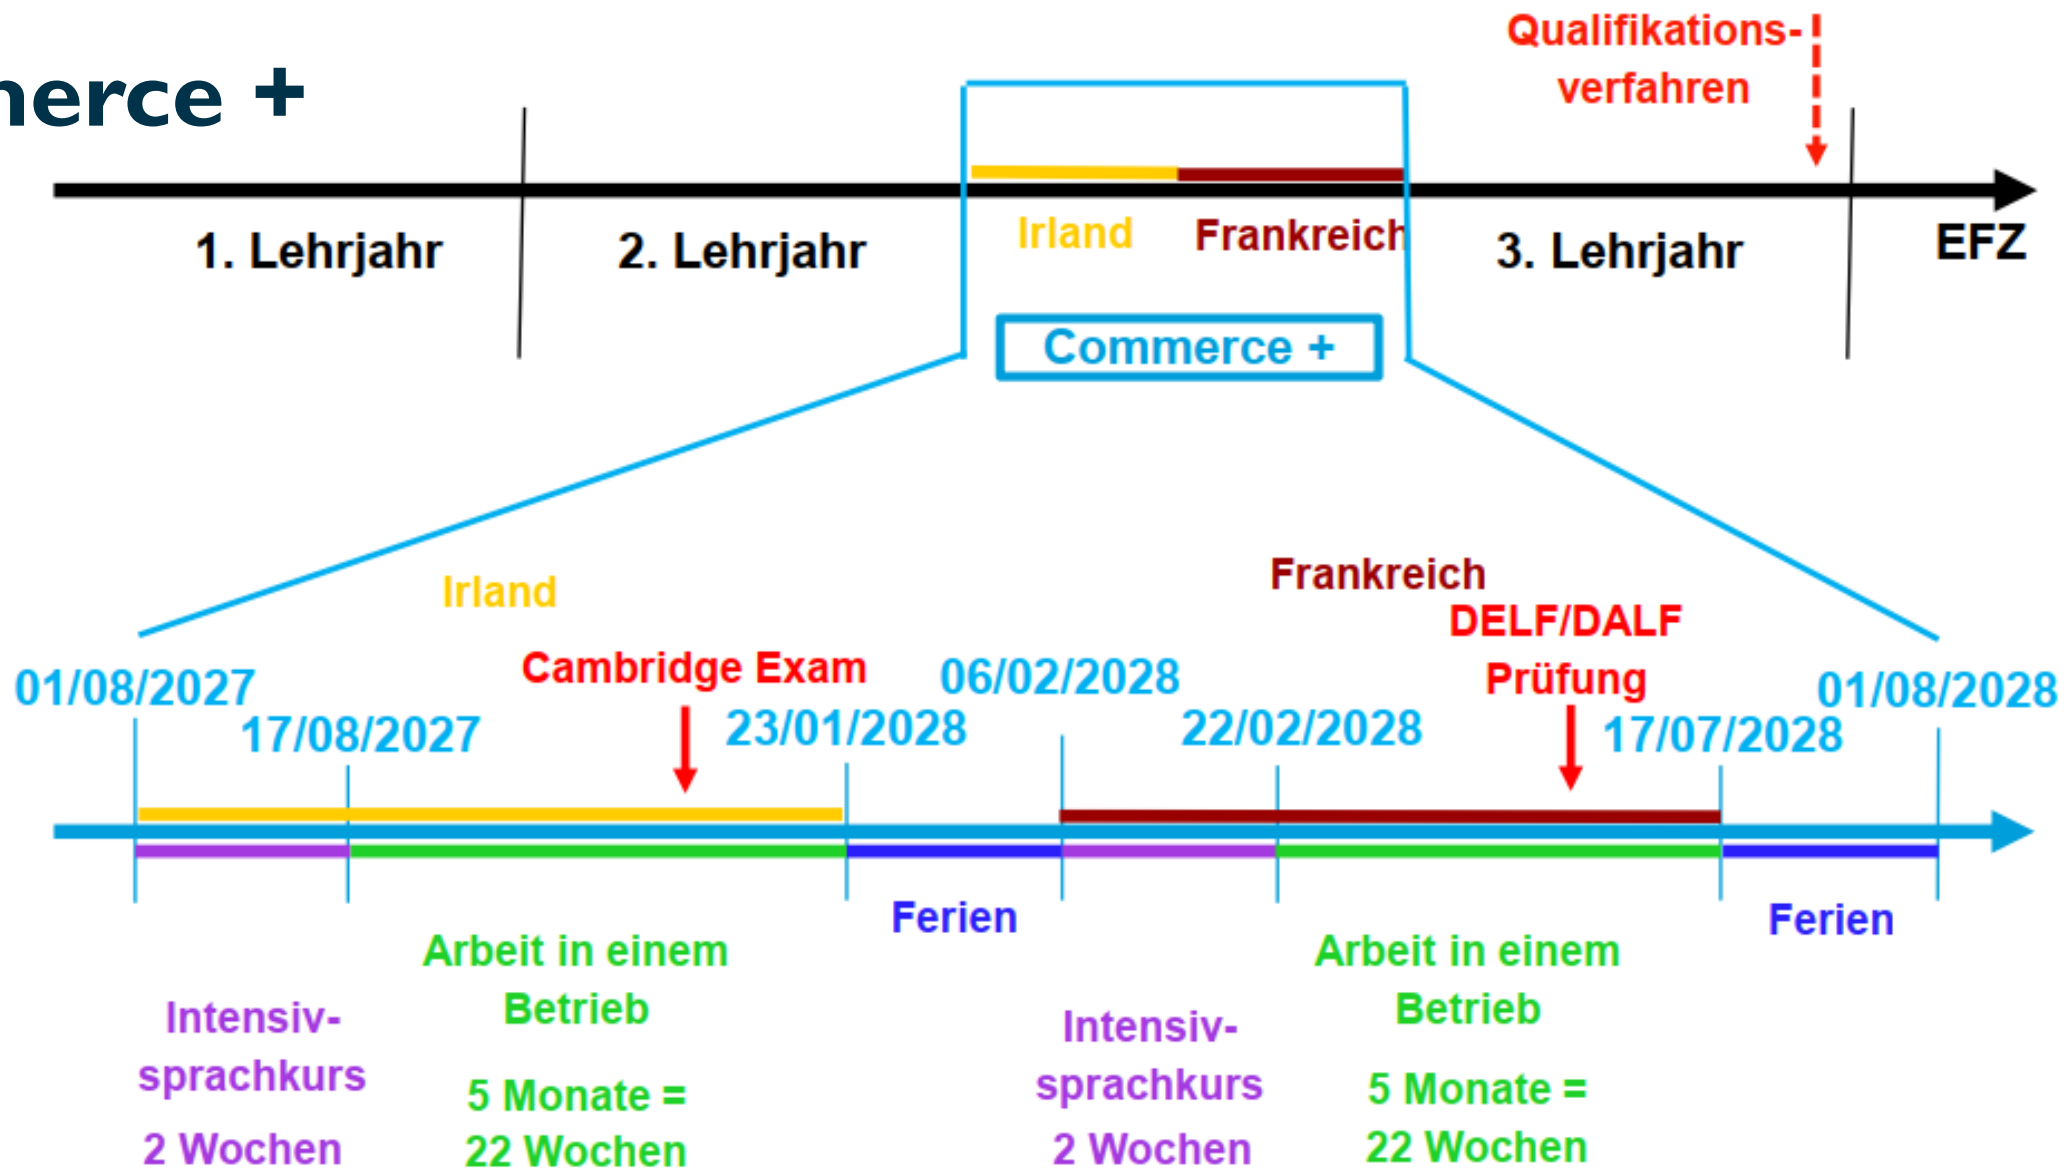 nerce +
Qualifikations-
verfahren
1. Lehrjahr
2. Lehrjahr
Irland
Frankreich
3. Lehrjahr
EFZ
Commerce +
Irland
Frankreich
Cambridge Exam
DELF/DALF
Prüfung
01/08/2027
17/08/2027
23/01/2028
06/02/2028
22/02/2028
17/07/2028
01/08/2028
Intensiv-
sprachkurs
2 Wochen
Arbeit in einem
Betrieb
5 Monate =
22 Wochen
Ferien
Intensiv-
sprachkurs
2 Wochen
Arbeit in einem
Betrieb
5 Monate =
22 Wochen
Ferien